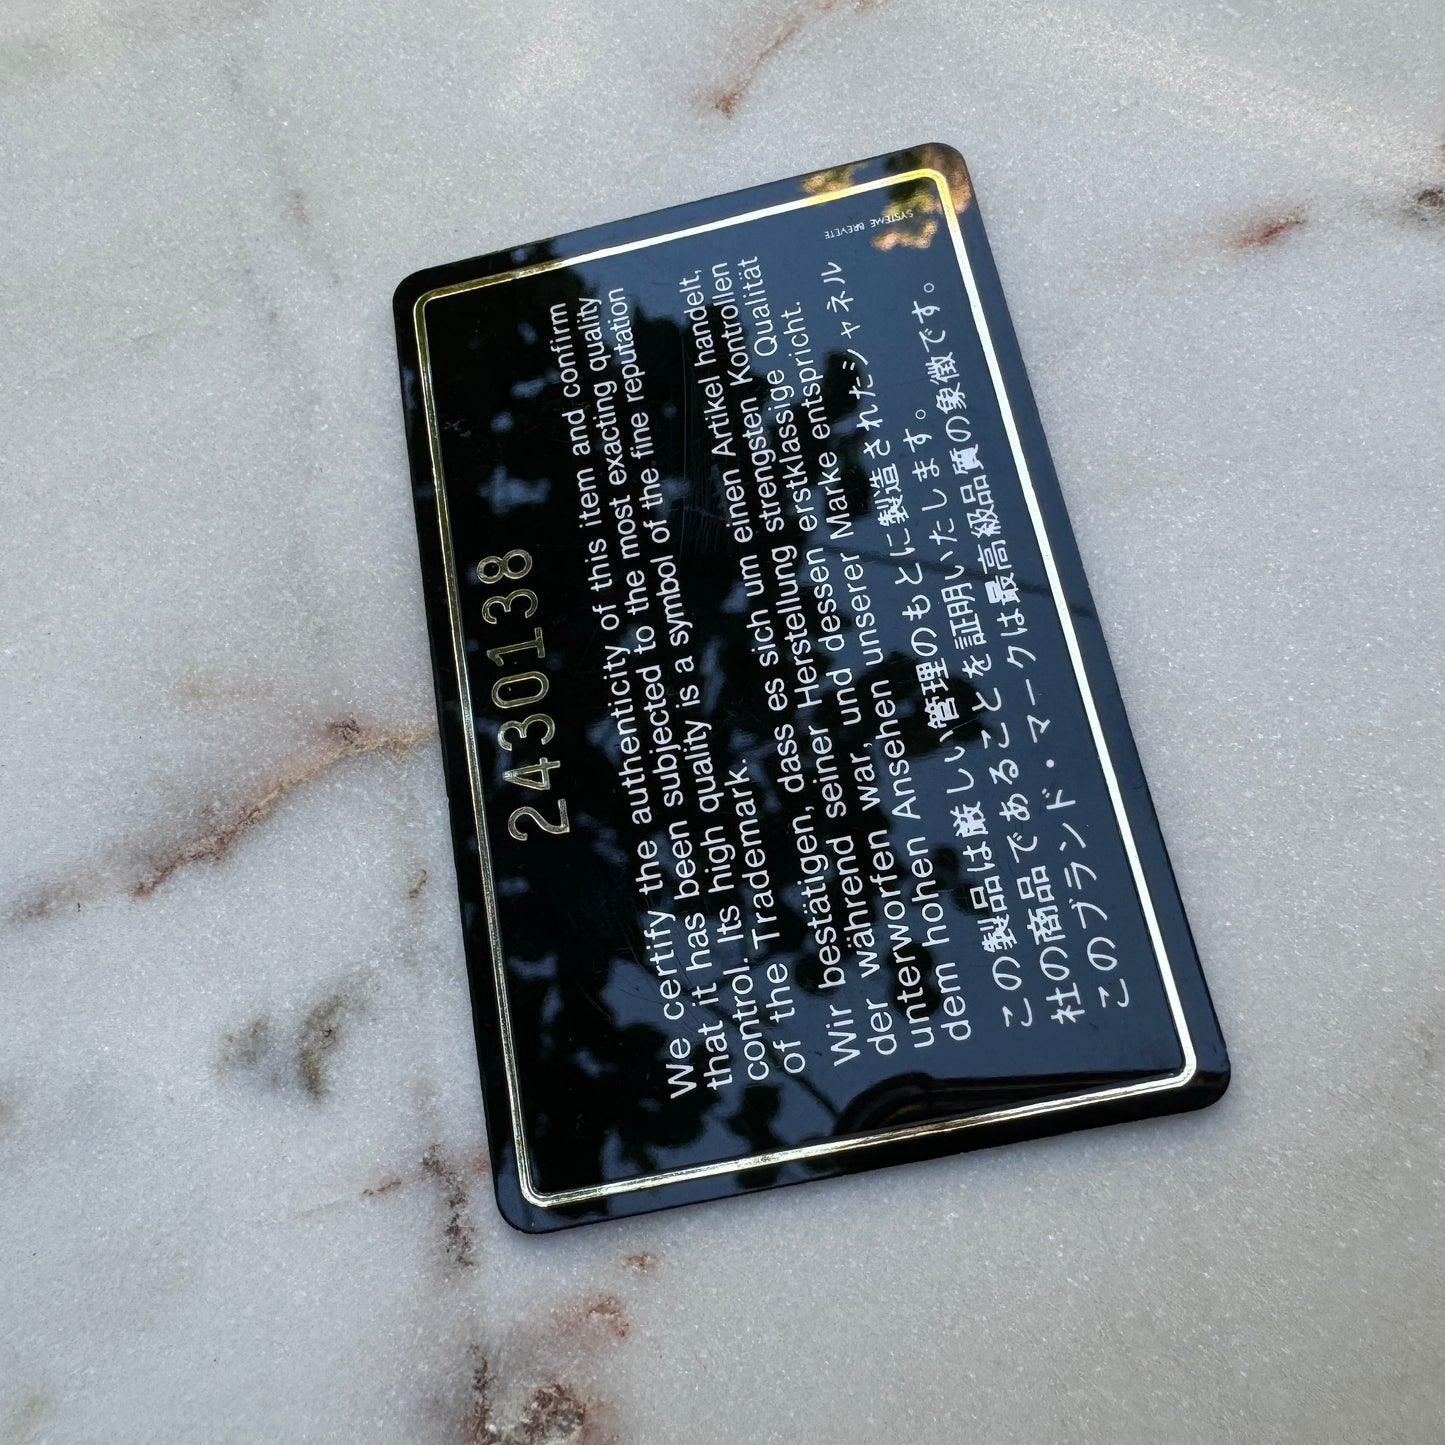 2430138
We certify the authenticity of this item and confirm
that it has been subjected to the most exacting quality
control. Its high quality is a symbol of the fine reputation
of the Trademark.
Wir bestätigen, dass es sich um einen Artikel handelt,
der während seiner Herstellung strengsten Kontrollen
unterworfen war, und dessen erstklassige Qualität
dem hohen Ansehen unserer Marke entspricht.
この製品は厳しい管理のもとに製造されたシャネル
社の商品であることを証明いたします。
このブランド・マークは最高級品質の象徴です。
SYSTEME BREVETE